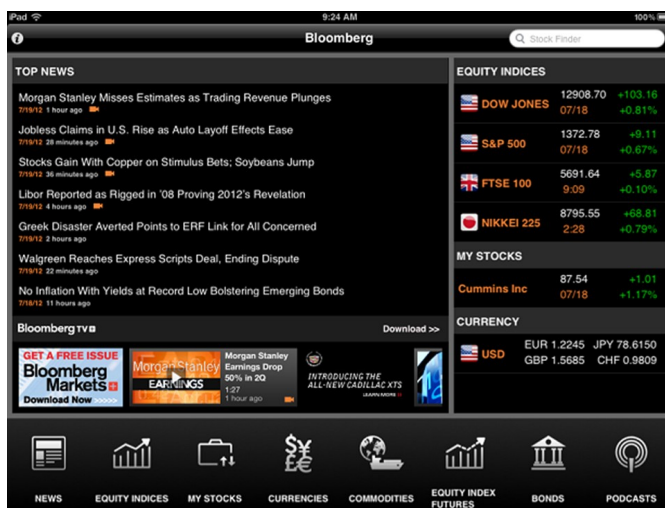 iPad 9:24 AM 100%
Bloomberg
Stock Finder
TOP NEWS
Morgan Stanley Misses Estimates as Trading Revenue Plunges
7/19/12 1 hour ago
Jobless Claims in U.S. Rise as Auto Layoff Effects Ease
7/19/12 28 minutes ago
Stocks Gain With Copper on Stimulus Bets; Soybeans Jump
7/19/12 36 minutes ago
Libor Reported as Rigged in '08 Proving 2012's Revelation
7/19/12 4 hours ago
Greek Disaster Averted Points to ERF Link for All Concerned
7/19/12 2 hours ago
Walgreen Reaches Express Scripts Deal, Ending Dispute
7/19/12 22 minutes ago
No Inflation With Yields at Record Low Bolstering Emerging Bonds
7/18/12 11 hours ago
Bloomberg TV Download >>
GET A FREE ISSUE
Bloomberg
Markets
Download Now >>>>>
Morgan Stanley
EARNINGS
Morgan Stanley
Earnings Drop
50% in 2Q
1:27
1 hour ago
INTRODUCING THE
ALL-NEW CADILLAC XTS
LEARN MORE
EQUITY INDICES
DOW JONES 12908.70 +103.16
07/18 +0.81%
S&P 500 1372.78 +9.11
07/18 +0.67%
FTSE 100 5691.64 +5.87
9:09 +0.10%
NIKKEI 225 8795.55 +68.81
2:28 +0.79%
MY STOCKS
Cummins Inc 87.54 +1.01
07/18 +1.17%
CURRENCY
USD EUR 1.2245 JPY 78.6150
GBP 1.5685 CHF 0.9809
NEWS
EQUITY INDICES
MY STOCKS
CURRENCIES
COMMODITIES
EQUITY INDEX
FUTURES
BONDS
PODCASTS